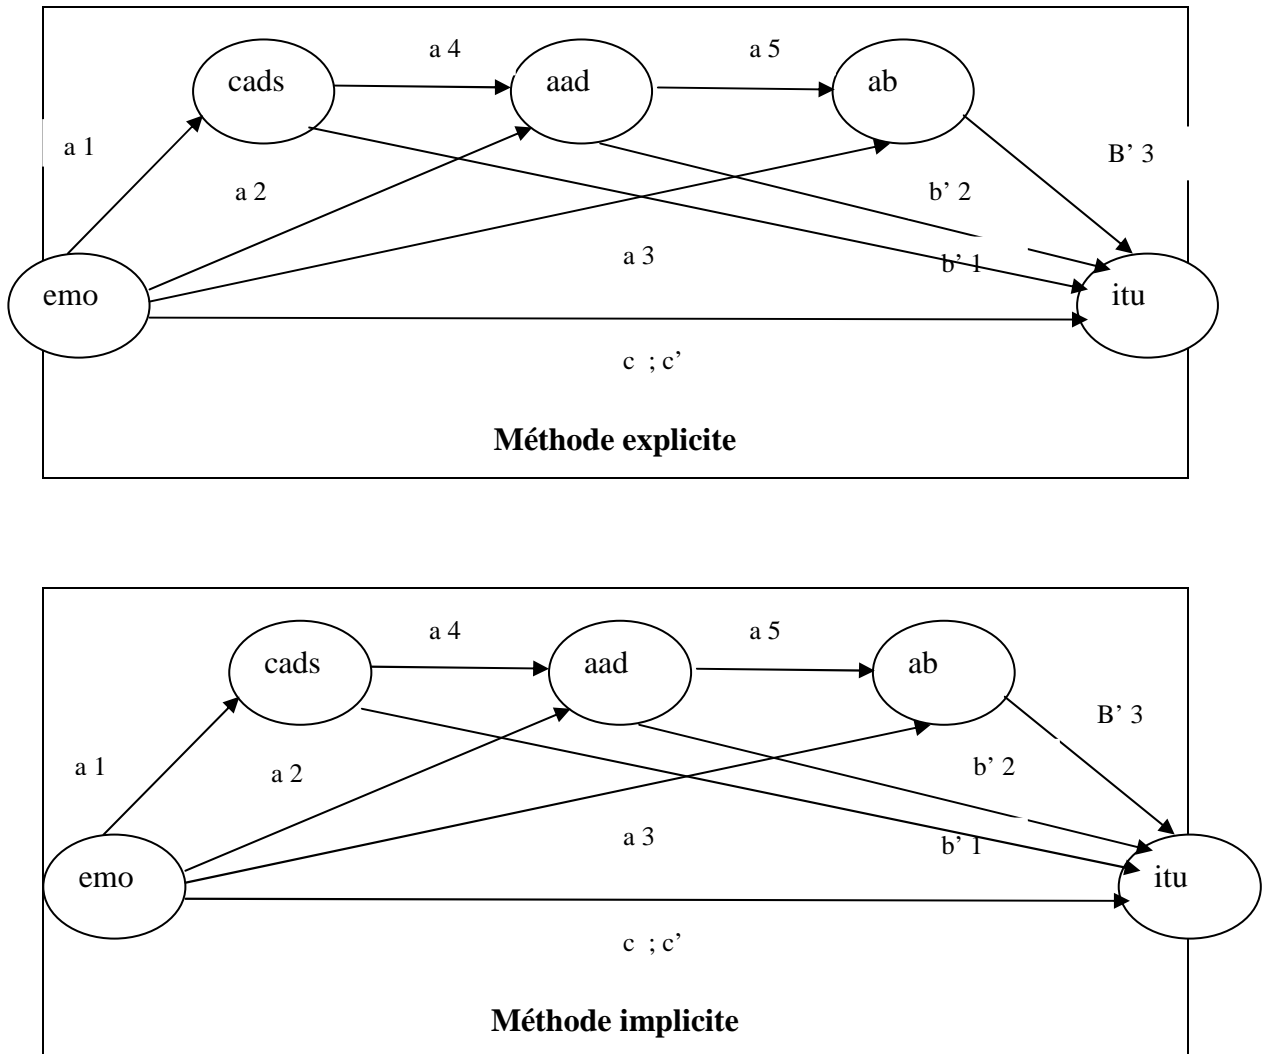 a 4 a 5
cads aad ab
a 1 B’ 3
a 2 b’ 2
a 3 b’ 1
emo itu
c ; c’
Méthode explicite
a 4 a 5
cads aad ab
B’ 3
a 1 a 2 b’ 2
a 3 b’ 1
emo itu
c ; c’
Méthode implicite